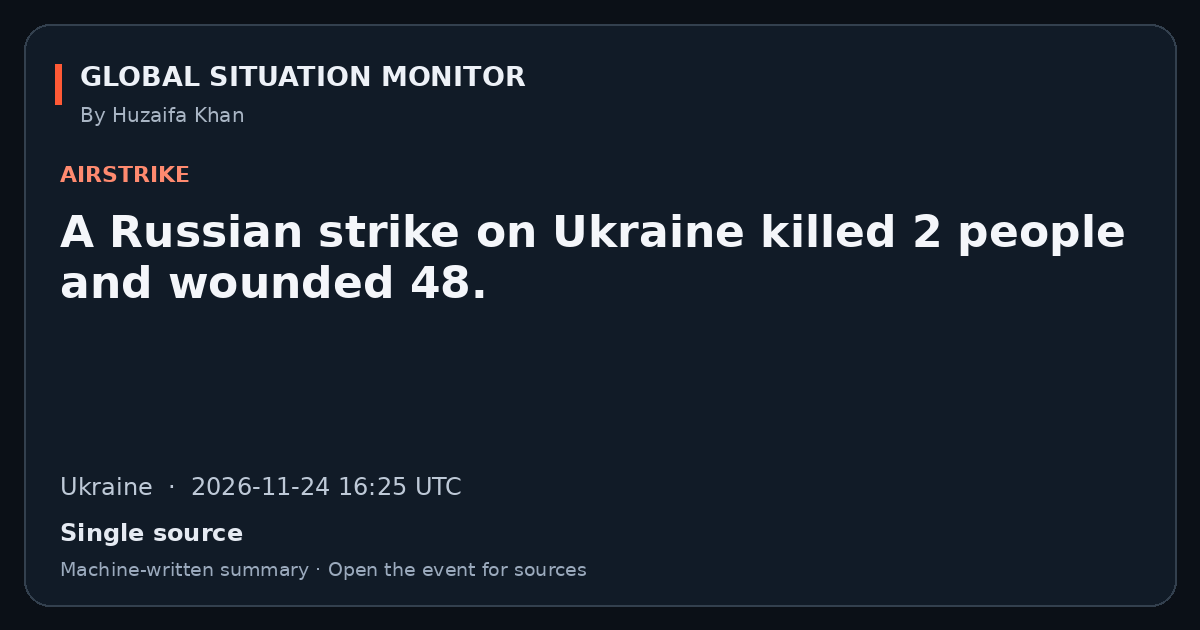 GLOBAL SITUATION MONITOR
By Huzaifa Khan
AIRSTRIKE
A Russian strike on Ukraine killed 2 people
and wounded 48.
Ukraine · 2026-11-24 16:25 UTC
Single source
Machine-written summary · Open the event for sources